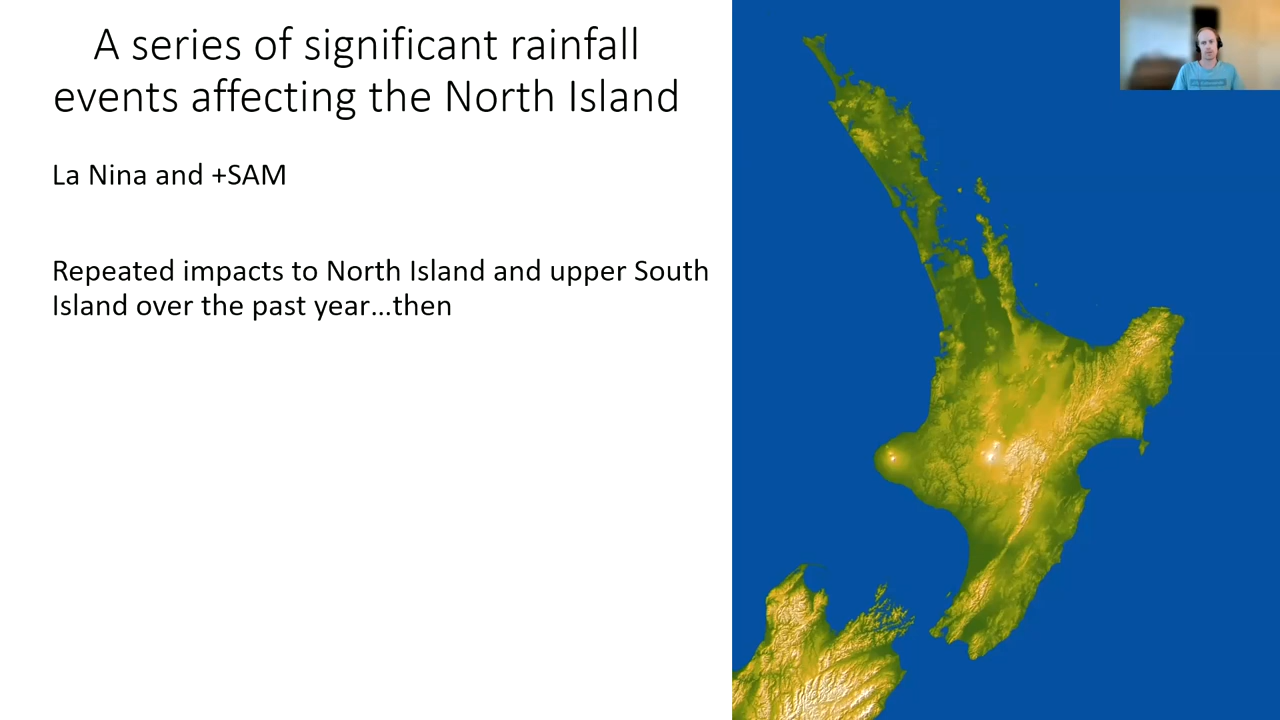 A series of significant rainfall
events affecting the North Island
La Nina and +SAM
Repeated impacts to North Island and upper South
Island over the past year…then